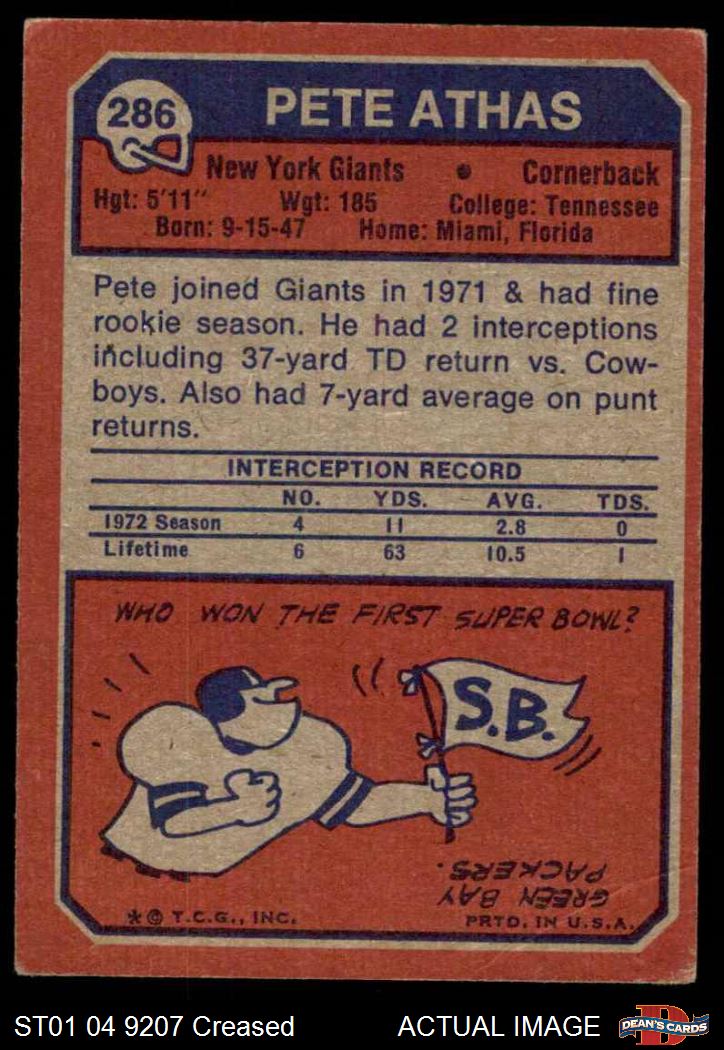 286
PETE ATHAS
New York Giants • Cornerback
Hgt: 5'11" Wgt: 185 College: Tennessee
Born: 9-15-47 Home: Miami, Florida
Pete joined Giants in 1971 & had fine
rookie season. He had 2 interceptions
including 37-yard TD return vs. Cow-
boys. Also had 7-yard average on punt
returns.
INTERCEPTION RECORD
NO. YDS. AVG. TDS.
1972 Season 4 11 2.8 0
Lifetime 6 63 10.5 1
WHO WON THE FIRST SUPER BOWL?
S.B.
GREEN BAY
PACKERS.
*© T.C.G., INC. PRTD. IN U.S.A.
ST01 04 9207 Creased ACTUAL IMAGE
D
DEAN'S CARDS